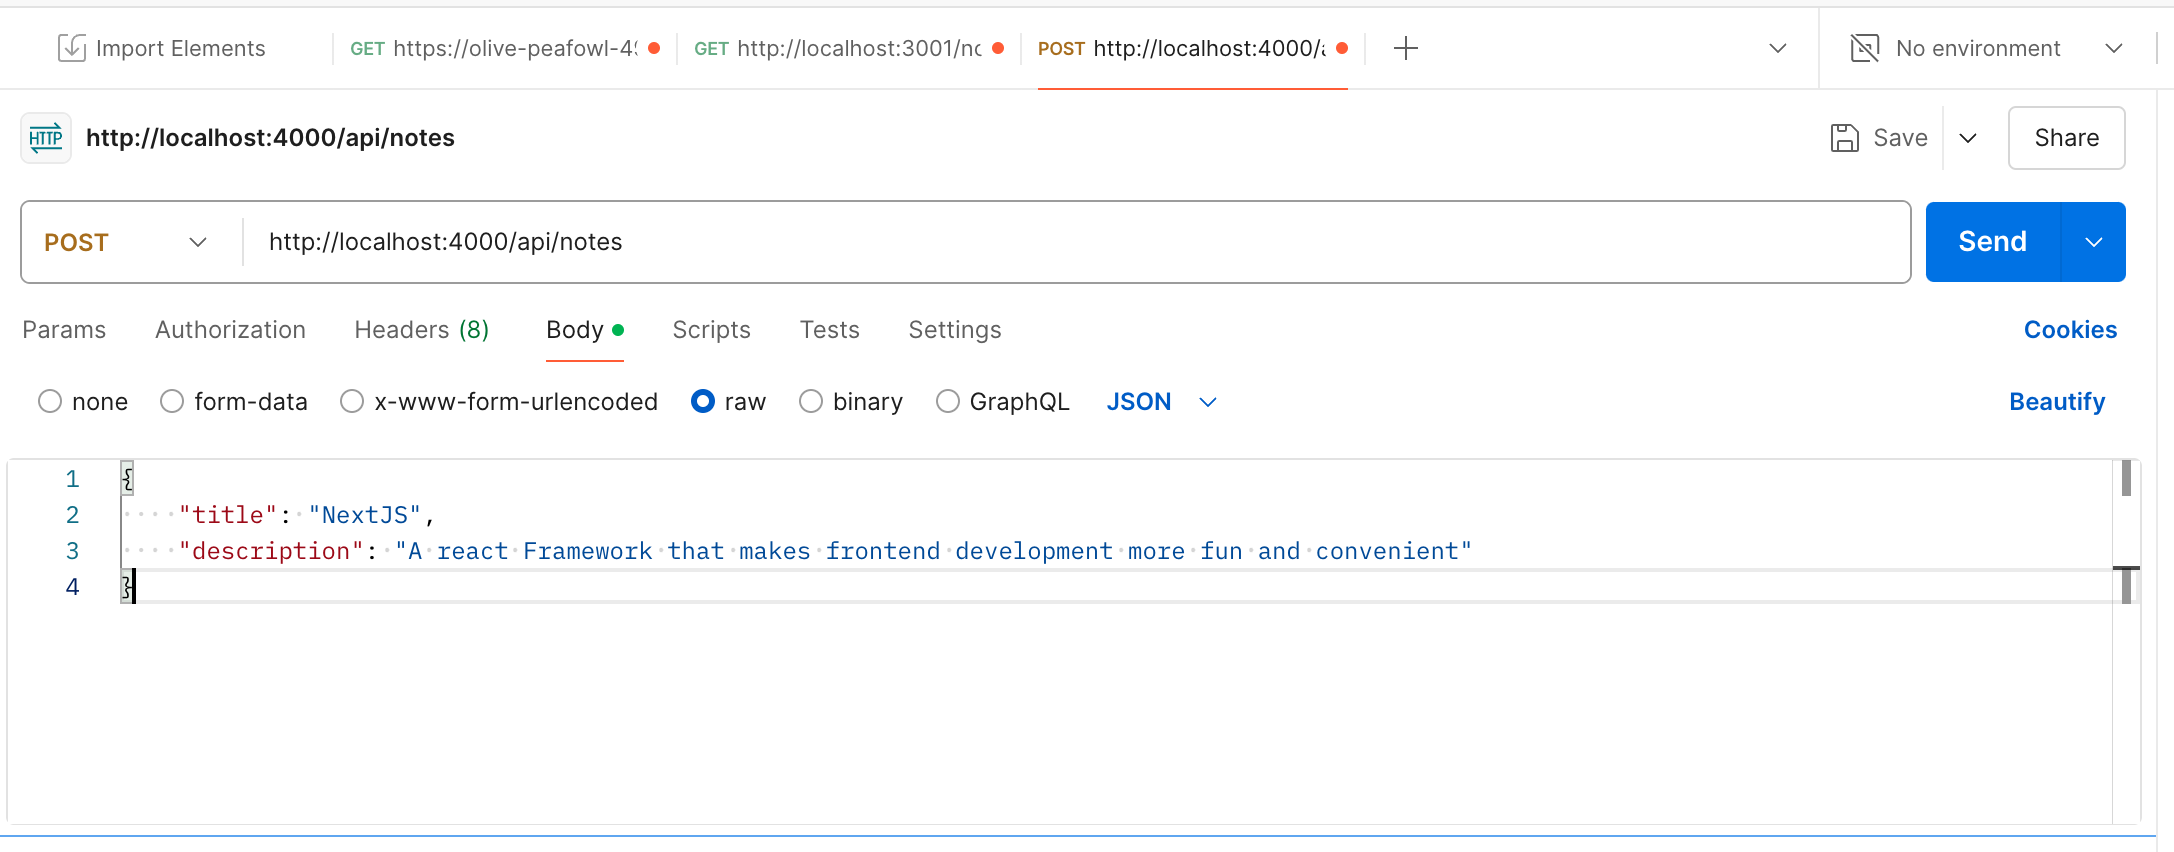 Import Elements
GET https://olive-peafowl-49
GET http://localhost:3001/no
POST http://localhost:4000/a
No environment
HTTP http://localhost:4000/api/notes
Save
Share
POST http://localhost:4000/api/notes
Send
Params Authorization Headers (8) Body Scripts Tests Settings
Cookies
none form-data x-www-form-urlencoded raw binary GraphQL JSON
Beautify
1 {
2 "title": "NextJS",
3 "description": "A react Framework that makes frontend development more fun and convenient"
4 }